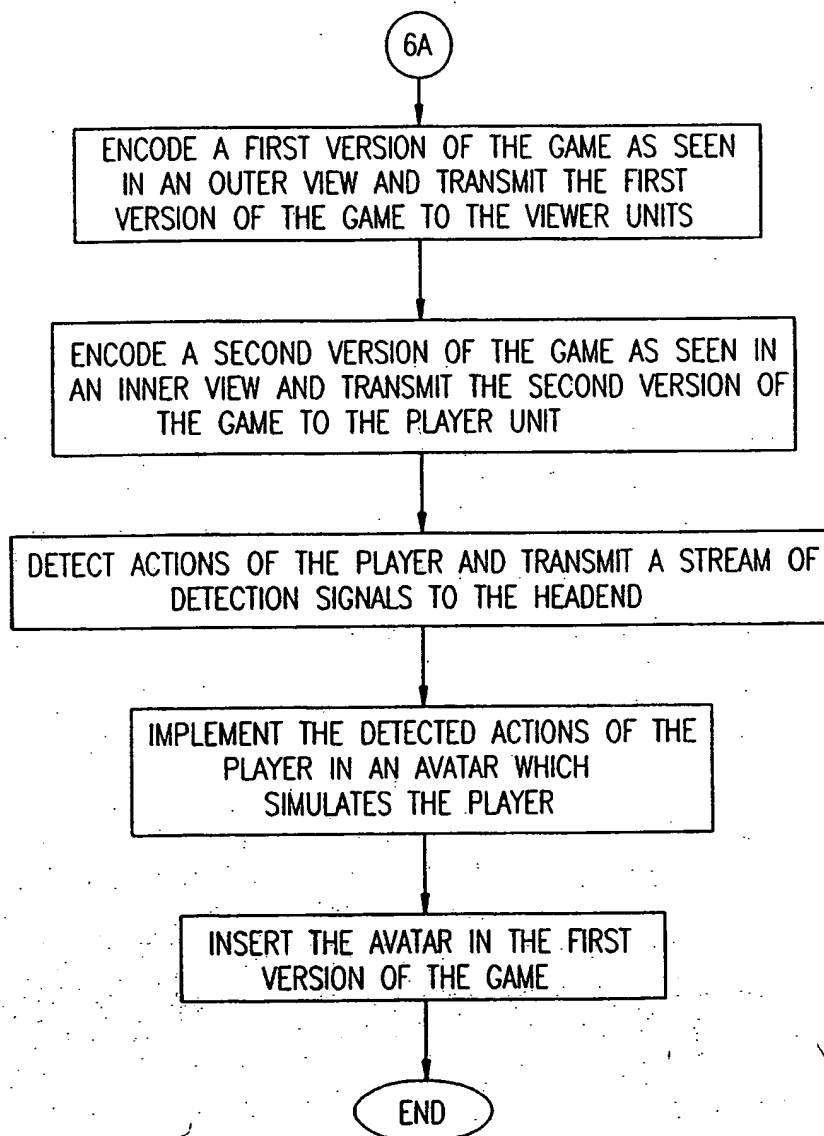 6A
ENCODE A FIRST VERSION OF THE GAME AS SEEN
IN AN OUTER VIEW AND TRANSMIT THE FIRST
VERSION OF THE GAME TO THE VIEWER UNITS
ENCODE A SECOND VERSION OF THE GAME AS SEEN IN
AN INNER VIEW AND TRANSMIT THE SECOND VERSION OF
THE GAME TO THE PLAYER UNIT
DETECT ACTIONS OF THE PLAYER AND TRANSMIT A STREAM OF
DETECTION SIGNALS TO THE HEADEND
IMPLEMENT THE DETECTED ACTIONS OF THE
PLAYER IN AN AVATAR WHICH
SIMULATES THE PLAYER
INSERT THE AVATAR IN THE FIRST
VERSION OF THE GAME
END